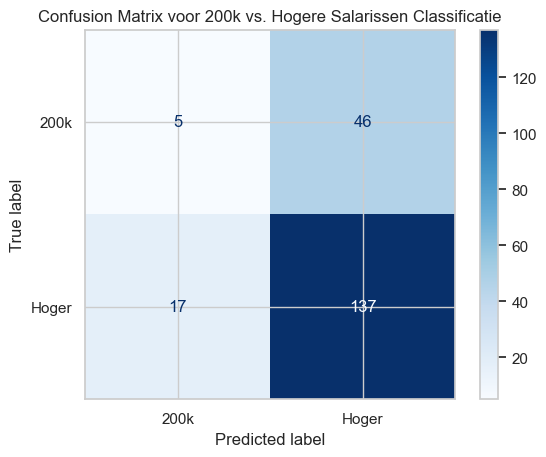 Confusion Matrix voor 200k vs. Hogere Salarissen Classificatie
True label
200k
5
46
Hoger
17
137
200k
Hoger
Predicted label
120
100
80
60
40
20